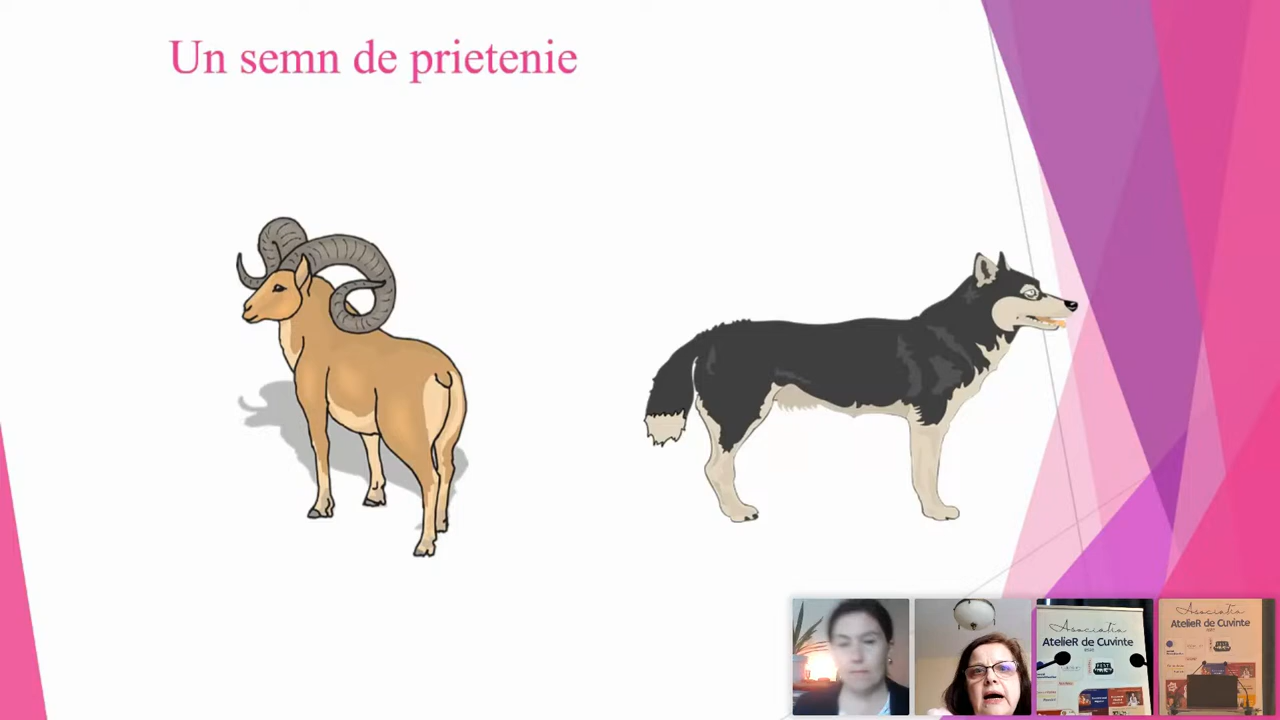 Un semn de prietenie
Asociatia
AtelieR de Cuvinte
Asociatia
AtelieR de Cuvinte